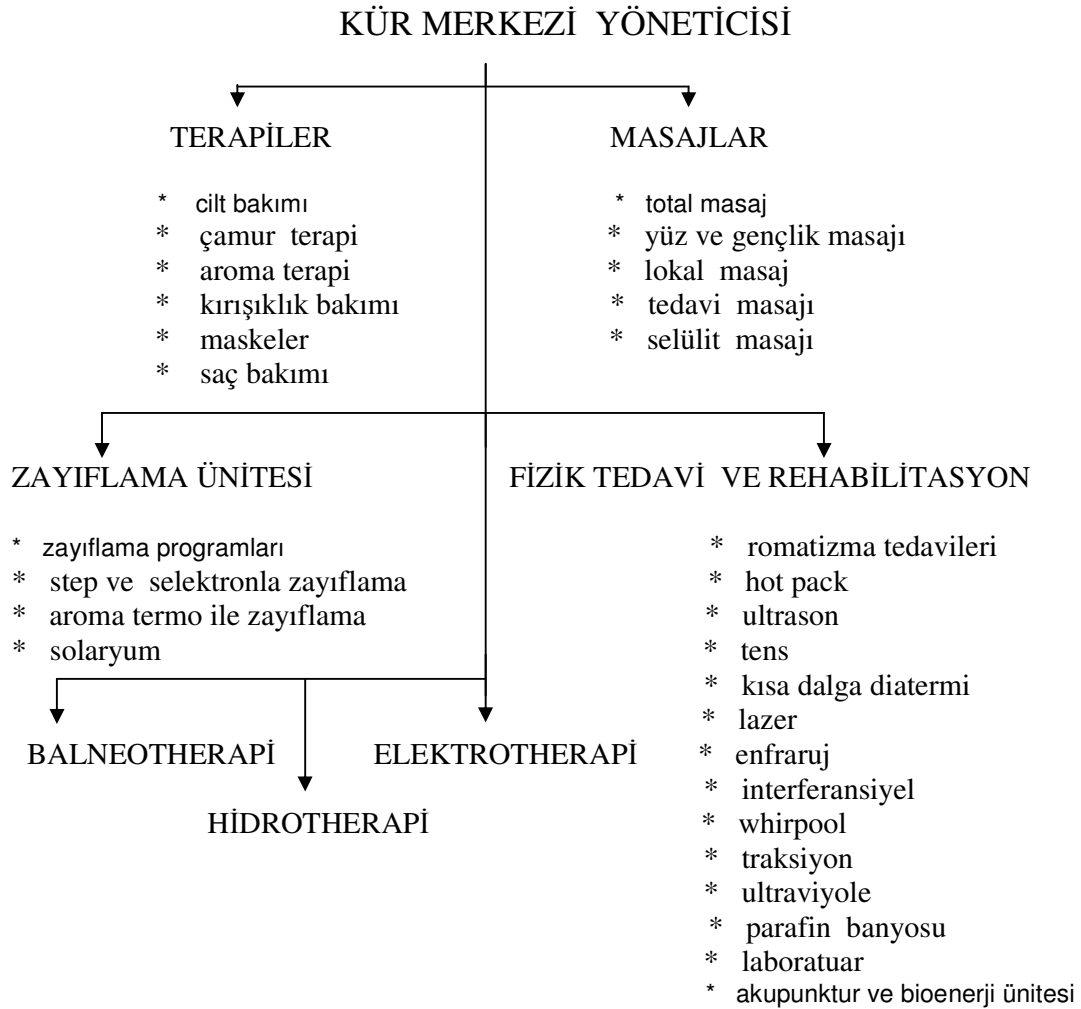 KÜR MERKEZİ YÖNETİCİSİ
TERAPİLER
* cilt bakımı
* çamur terapi
* aroma terapi
* kırışıklık bakımı
* maskeler
* saç bakımı
MASAJLAR
* total masaj
* yüz ve gençlik masajı
* lokal masaj
* tedavi masajı
* selülit masajı
ZAYIFLAMA ÜNİTESİ
* zayıflama programları
* step ve selektronla zayıflama
* aroma termo ile zayıflama
* solaryum
FİZİK TEDAVİ VE REHABİLİTASYON
* romatizma tedavileri
* hot pack
* ultrason
* tens
* kısa dalga diatermi
* lazer
* enfraruj
* interferansiyel
* whirpool
* traksiyon
* ultraviyole
* parafin banyosu
* laboratuar
* akupunktur ve bioenerji ünitesi
BALNEOTHERAPİ
HİDROTHERAPİ
ELEKTROTHERAPİ